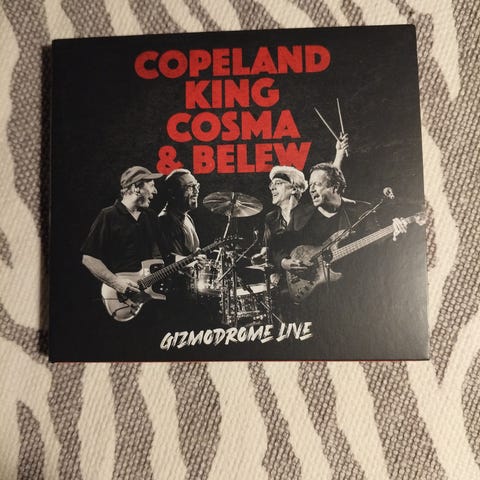 COPELAND
KING
COSMA
& BELEW
GIZMODROME LIVE